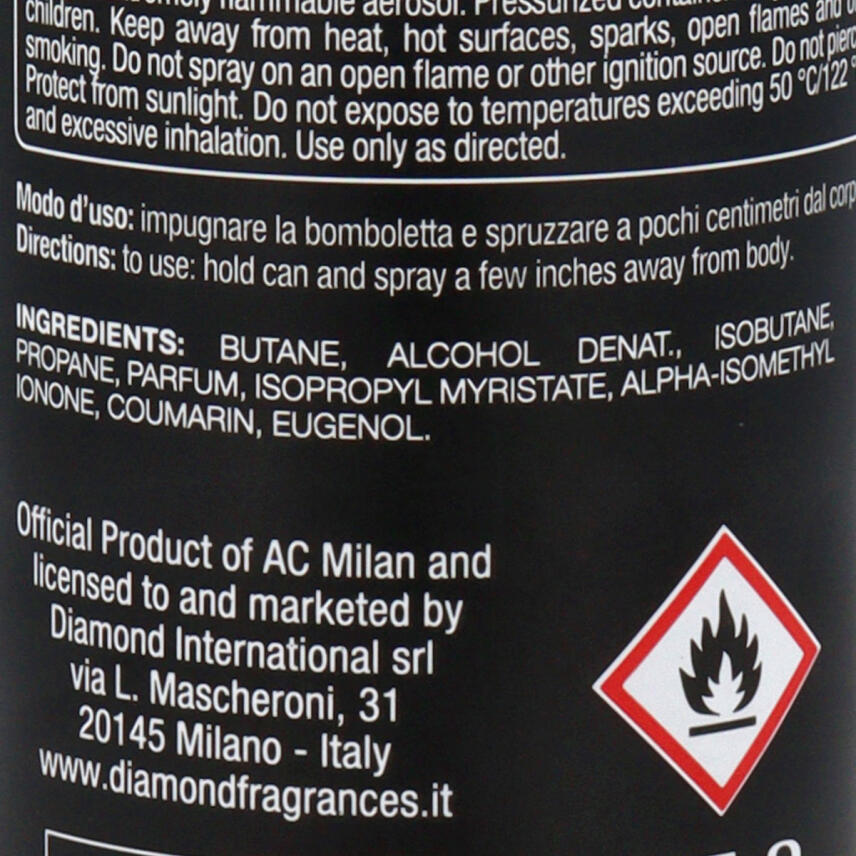 flammable aerosol. Pressurized
children. Keep away from heat, hot surfaces, sparks, open flames and
smoking. Do not spray on an open flame or other ignition source. Do not
Protect from sunlight. Do not expose to temperatures exceeding 50 °C/122 °
and excessive inhalation. Use only as directed.
Modo d'uso: impugnare la bomboletta e spruzzare a pochi centimetri dal
Directions: to use: hold can and spray a few inches away from body.
INGREDIENTS: BUTANE, ALCOHOL DENAT., ISOBUTANE,
PROPANE, PARFUM, ISOPROPYL MYRISTATE, ALPHA-ISOMETHYL
IONONE, COUMARIN, EUGENOL.
Official Product of AC Milan and
licensed to and marketed by
Diamond International srl
via L. Mascheroni, 31
20145 Milano - Italy
www.diamondfragrances.it